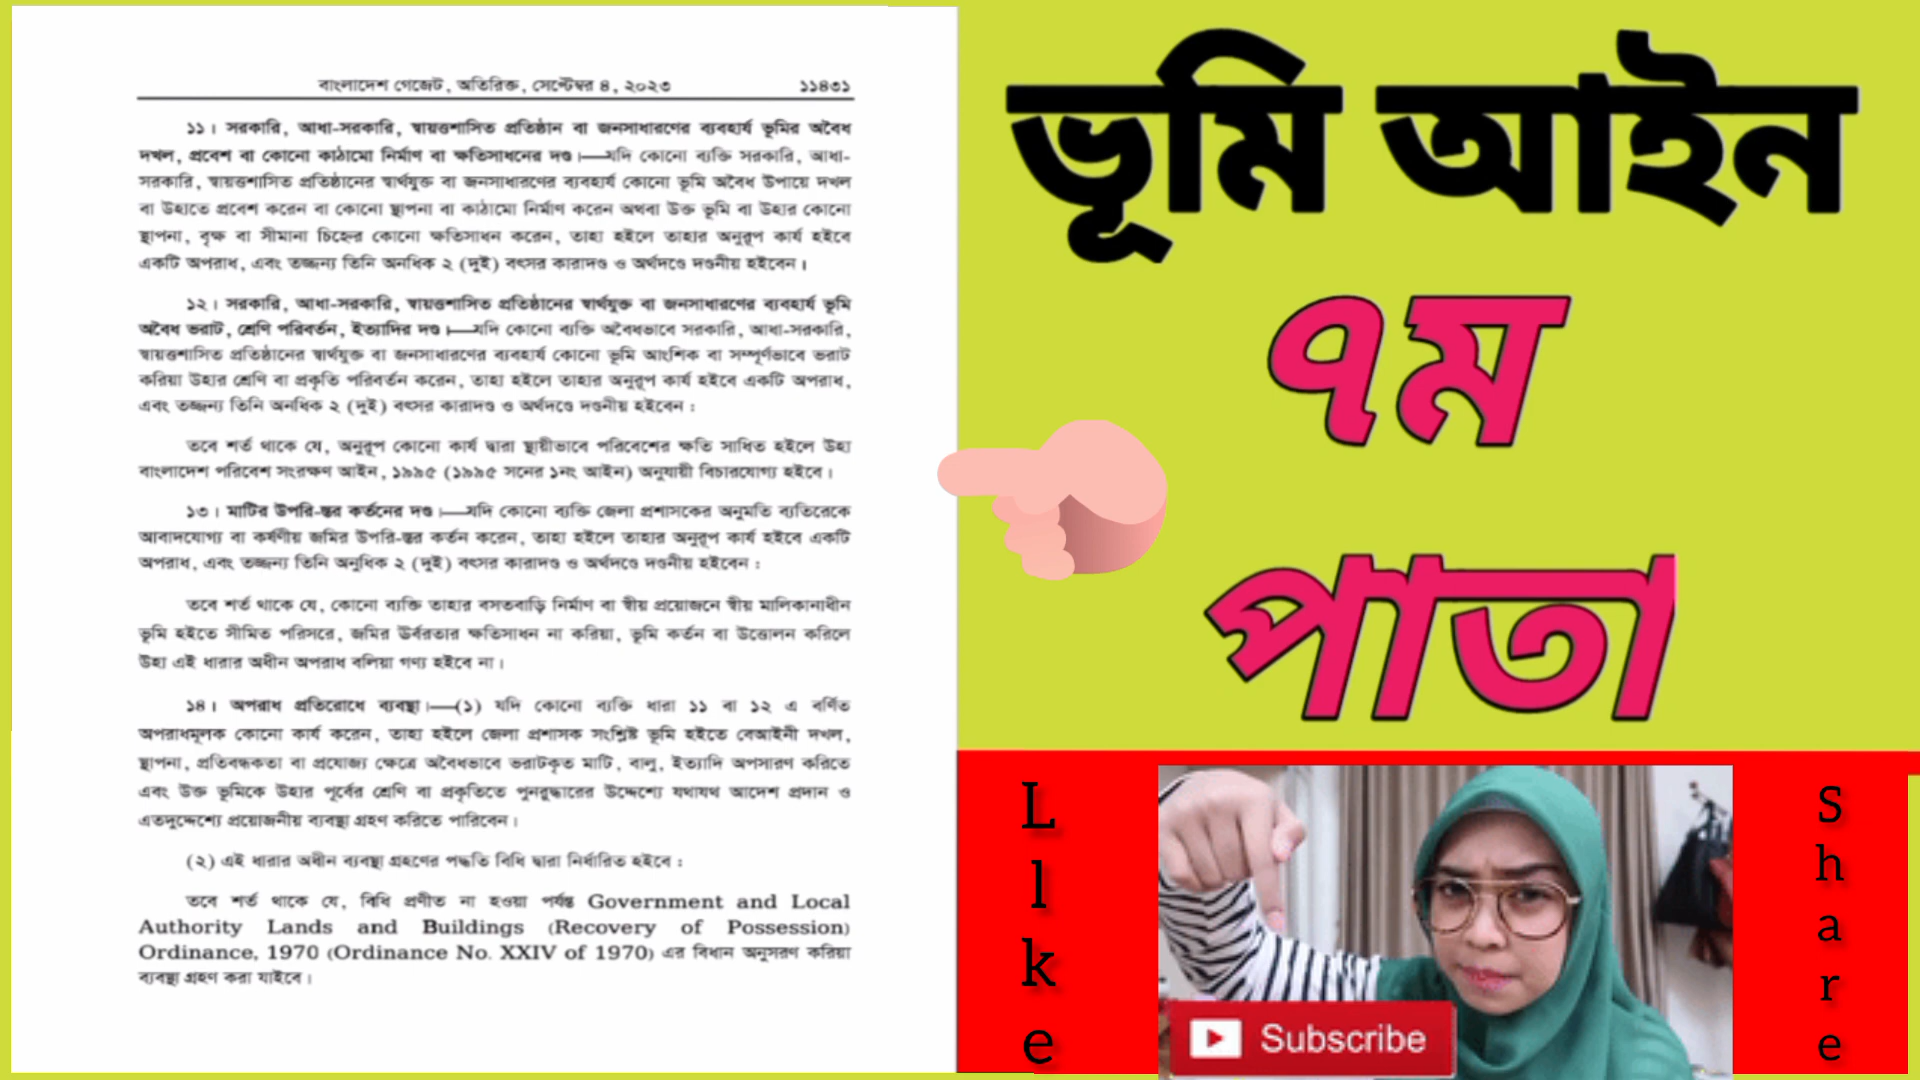 বাংলাদেশ গেজেট, অতিরিক্ত, সেপ্টেম্বর ৪, ২০২৩ ১১৪৩১
১১। সরকারি, আধা-সরকারি, স্বায়ত্তশাসিত প্রতিষ্ঠান বা জনসাধারণের ব্যবহার্য ভূমির অবৈধ
দখল, প্রবেশ বা কোনো কাঠামো নির্মাণ বা ক্ষতিসাধনের দণ্ড।—যদি কোনো ব্যক্তি সরকারি, আধা-
সরকারি, স্বায়ত্তশাসিত প্রতিষ্ঠানের স্বার্থযুক্ত বা জনসাধারণের ব্যবহার্য কোনো ভূমি অবৈধ উপায়ে দখল
বা উহাতে প্রবেশ করেন বা কোনো স্থাপনা বা কাঠামো নির্মাণ করেন অথবা উক্ত ভূমি বা উহার কোনো
স্থাপনা, বৃক্ষ বা সীমানা চিহ্নের কোনো ক্ষতিসাধন করেন, তাহা হইলে তাহার অনুরূপ কার্য হইবে
একটি অপরাধ, এবং তজ্জন্য তিনি অনধিক ২ (দুই) বৎসর কারাদণ্ড ও অর্থদণ্ডে দণ্ডনীয় হইবেন।
১২। সরকারি, আধা-সরকারি, স্বায়ত্তশাসিত প্রতিষ্ঠানের স্বার্থযুক্ত বা জনসাধারণের ব্যবহার্য ভূমি
অবৈধ ভরাট, শ্রেণি পরিবর্তন, ইত্যাদির দণ্ড।—যদি কোনো ব্যক্তি অবৈধভাবে সরকারি, আধা-সরকারি,
স্বায়ত্তশাসিত প্রতিষ্ঠানের স্বার্থযুক্ত বা জনসাধারণের ব্যবহার্য কোনো ভূমি আংশিক বা সম্পূর্ণভাবে ভরাট
করিয়া উহার শ্রেণি বা প্রকৃতি পরিবর্তন করেন, তাহা হইলে তাহার অনুরূপ কার্য হইবে একটি অপরাধ,
এবং তজ্জন্য তিনি অনধিক ২ (দুই) বৎসর কারাদণ্ড ও অর্থদণ্ডে দণ্ডনীয় হইবেন :
তবে শর্ত থাকে যে, অনুরূপ কোনো কার্য দ্বারা স্থায়ীভাবে পরিবেশের ক্ষতি সাধিত হইলে উহা
বাংলাদেশ পরিবেশ সংরক্ষণ আইন, ১৯৯৫ (১৯৯৫ সনের ১নং আইন) অনুযায়ী বিচারযোগ্য হইবে।
১৩। মাটির উপরি-স্তর কর্তনের দণ্ড।—যদি কোনো ব্যক্তি জেলা প্রশাসকের অনুমতি ব্যতিরেকে
আবাদযোগ্য বা কর্ষণীয় জমির উপরি-স্তর কর্তন করেন, তাহা হইলে তাহার অনুরূপ কার্য হইবে একটি
অপরাধ, এবং তজ্জন্য তিনি অনুধিক ২ (দুই) বৎসর কারাদণ্ড ও অর্থদণ্ডে দণ্ডনীয় হইবেন :
তবে শর্ত থাকে যে, কোনো ব্যক্তি তাহার বসতবাড়ি নির্মাণ বা স্বীয় প্রয়োজনে স্বীয় মালিকানাধীন
ভূমি হইতে সীমিত পরিসরে, জমির উর্বরতার ক্ষতিসাধন না করিয়া, ভূমি কর্তন বা উত্তোলন করিলে
উহা এই ধারার অধীন অপরাধ বলিয়া গণ্য হইবে না।
১৪। অপরাধ প্রতিরোধে ব্যবস্থা।—(১) যদি কোনো ব্যক্তি ধারা ১১ বা ১২ এ বর্ণিত
অপরাধমূলক কোনো কার্য করেন, তাহা হইলে জেলা প্রশাসক সংশ্লিষ্ট ভূমি হইতে বেআইনী দখল,
স্থাপনা, প্রতিবন্ধকতা বা প্রযোজ্য ক্ষেত্রে অবৈধভাবে ভরাটকৃত মাটি, বালু, ইত্যাদি অপসারণ করিতে
এবং উক্ত ভূমিকে উহার পূর্বের শ্রেণি বা প্রকৃতিতে পুনরুদ্ধারের উদ্দেশ্যে যথাযথ আদেশ প্রদান ও
এতদুদ্দেশ্যে প্রয়োজনীয় ব্যবস্থা গ্রহণ করিতে পারিবেন।
(২) এই ধারার অধীন ব্যবস্থা গ্রহণের পদ্ধতি বিধি দ্বারা নির্ধারিত হইবে :
তবে শর্ত থাকে যে, বিধি প্রণীত না হওয়া পর্যন্ত Government and Local
Authority Lands and Buildings (Recovery of Possession)
Ordinance, 1970 (Ordinance No. XXIV of 1970) এর বিধান অনুসরণ করিয়া
ব্যবস্থা গ্রহণ করা যাইবে।
ভূমি আইন
৭ম
পাতা
LIke
Subscribe
Share